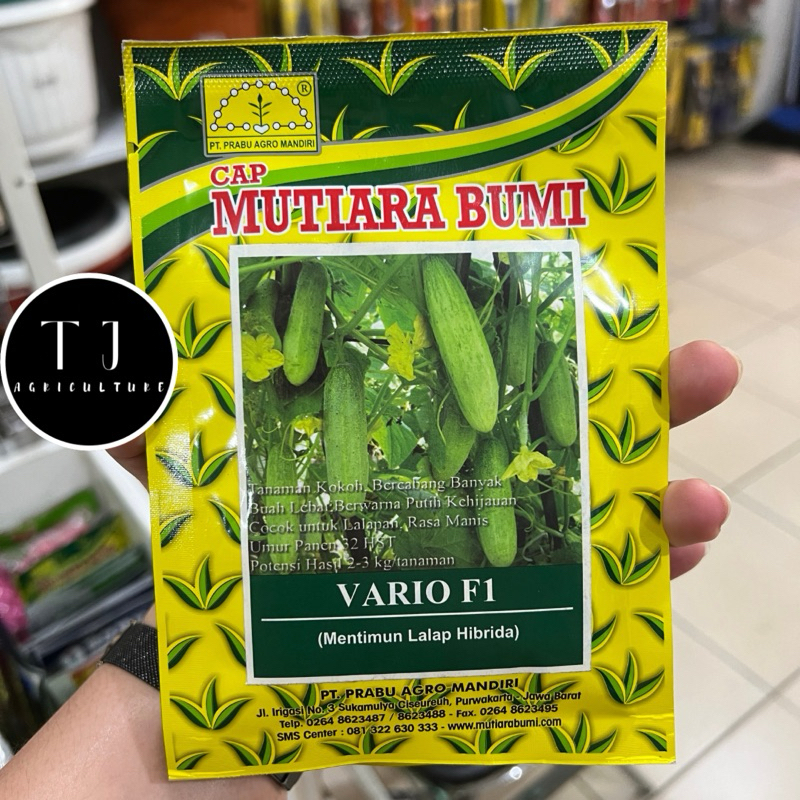 ®
PT. PRABU AGRO MANDIRI
CAP
MUTIARA BUMI
T J
AGRICULTURE
Tanaman Kokoh, Bercabang Banyak
Buah Lebat,Berwarna Putih Kehijauan
Cocok untuk Lalapan, Rasa Manis
Umur Panen 32 HST
Potensi Hasil 2-3 kg/tanaman
VARIO F1
(Mentimun Lalap Hibrida)
PT. PRABU AGRO MANDIRI
Jl. Irigasi No. 3 Sukamulya Ciseureuh, Purwakarta - Jawa Barat
Telp. 0264 8623487 / 8623488 - Fax. 0264 8623495
SMS Center : 081 322 630 333 - www.mutiarabumi.com